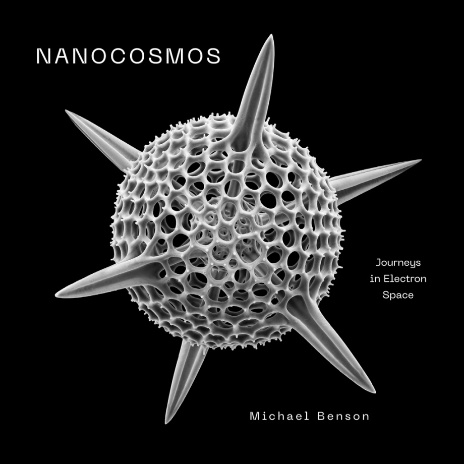 NANOCOSMOS
Journeys
in Electron
Space
Michael Benson